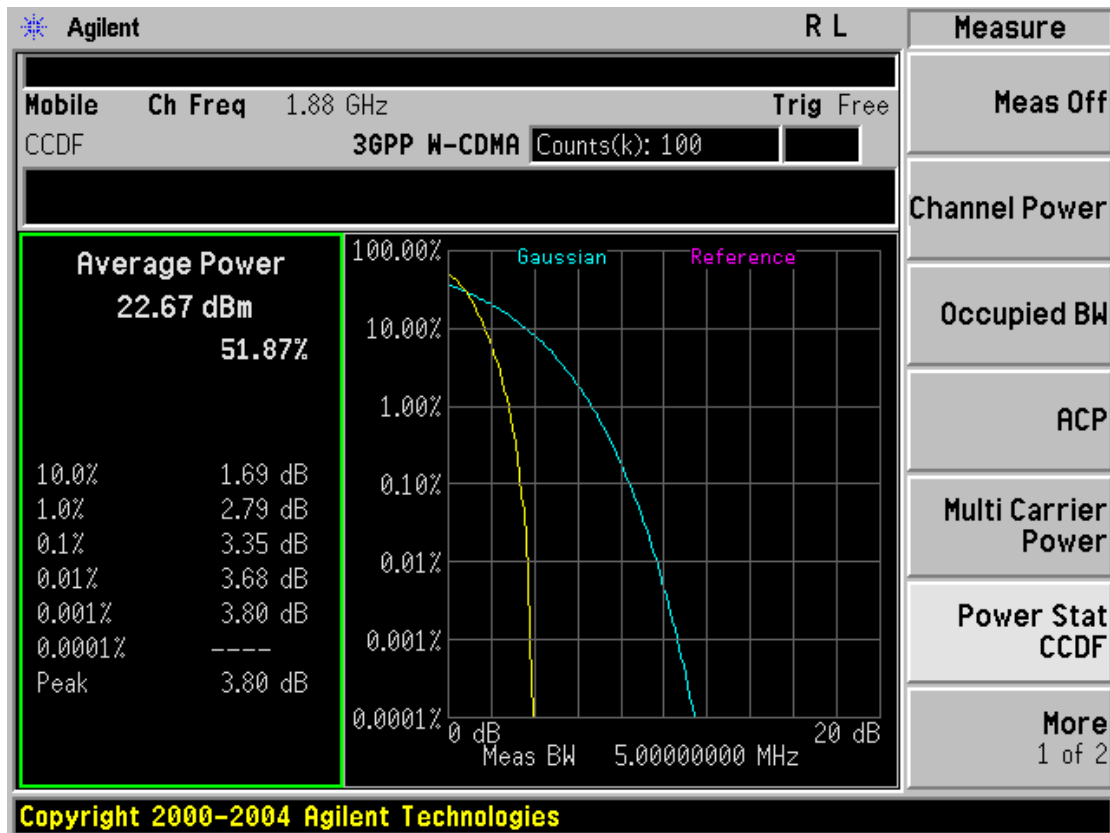 Agilent
R L
Mobile Ch Freq 1.88 GHz Trig Free
CCDF 3GPP W-CDMA Counts(k): 100
Average Power
22.67 dBm
51.87%
10.0% 1.69 dB
1.0% 2.79 dB
0.1% 3.35 dB
0.01% 3.68 dB
0.001% 3.80 dB
0.0001% ----
Peak 3.80 dB
Gaussian Reference
100.00%
10.00%
1.00%
0.10%
0.01%
0.001%
0.0001%
0 dB 20 dB
Meas BW 5.00000000 MHz
Measure
Meas Off
Channel Power
Occupied BW
ACP
Multi Carrier
Power
Power Stat
CCDF
More
1 of 2
Copyright 2000-2004 Agilent Technologies